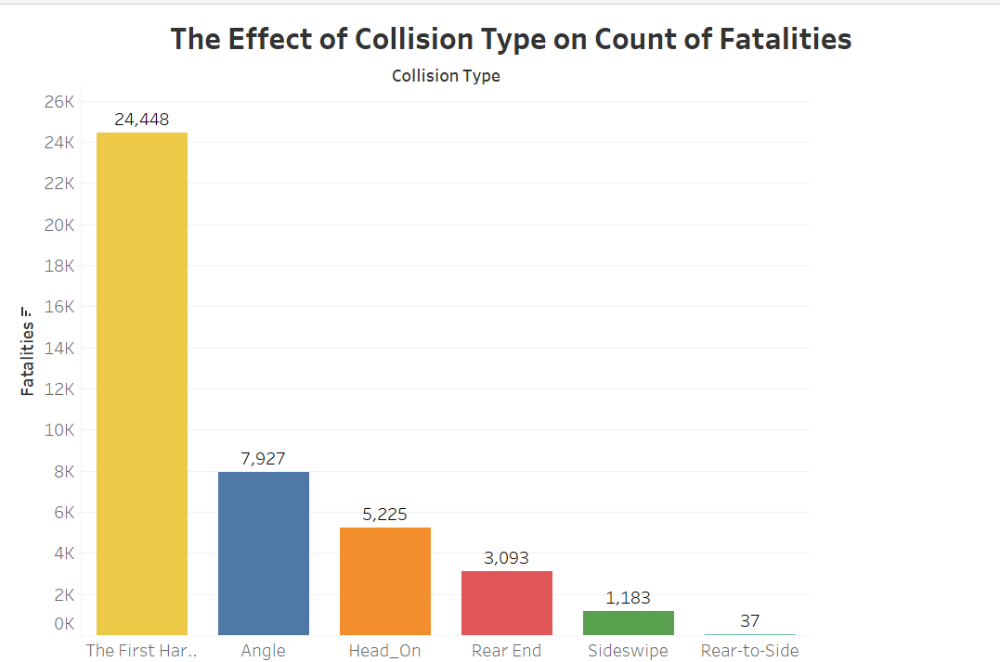 The Effect of Collision Type on Count of Fatalities
Collision Type
26K
24K
22K
20K
18K
16K
14K
12K
10K
8K
6K
4K
2K
0K
Fatalities
24,448
7,927
5,225
3,093
1,183
37
The First Har..
Angle
Head_On
Rear End
Sideswipe
Rear-to-Side